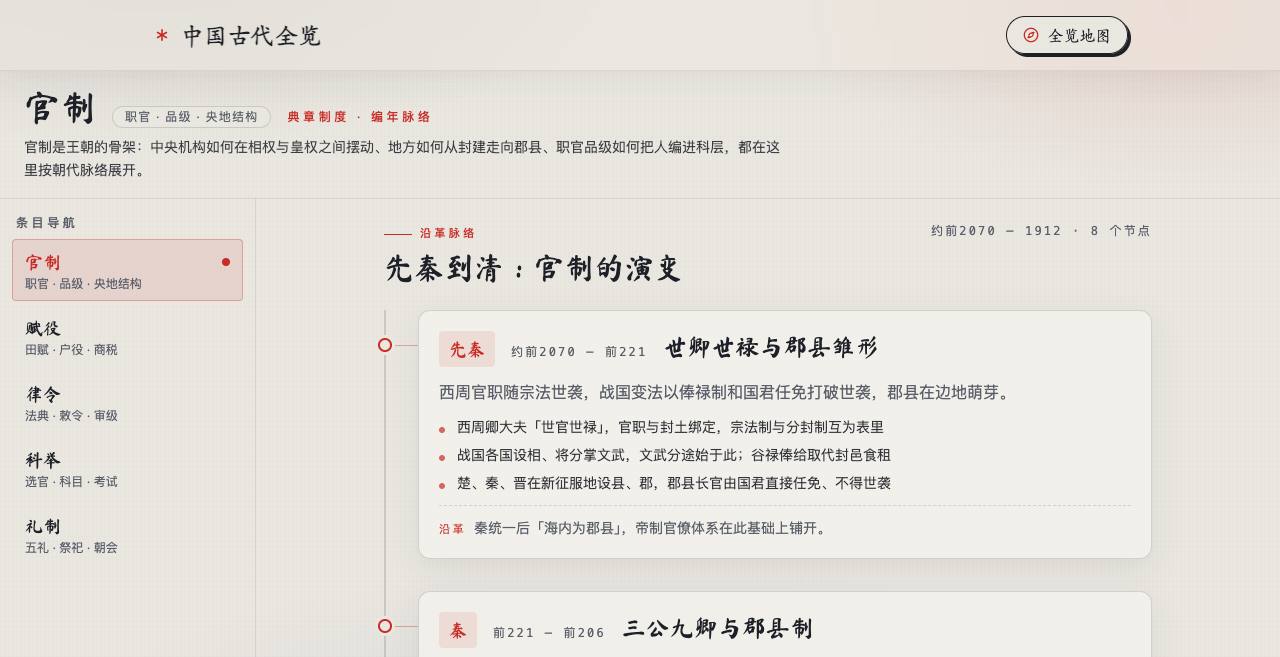 * 中国古代全览
全览地图
官制
职官 · 品级 · 央地结构
典章制度 · 编年脉络
官制是王朝的骨架：中央机构如何在相权与皇权之间摆动、地方如何从封建走向郡县、职官品级如何把人编进科层，都在这
里按朝代脉络展开。
条目导航
官制
职官 · 品级 · 央地结构
赋役
田赋 · 户役 · 商税
律令
法典 · 敕令 · 审级
科举
选官 · 科目 · 考试
礼制
五礼 · 祭祀 · 朝会
沿革脉络
约前2070 — 1912 · 8 个节点
先秦到清：官制的演变
先秦
约前2070 — 前221
世卿世禄与郡县雏形
西周官职随宗法世袭，战国变法以俸禄制和国君任免打破世袭，郡县在边地萌芽。
西周卿大夫「世官世禄」，官职与封土绑定，宗法制与分封制互为表里
战国各国设相、将分掌文武，文武分途始于此；谷禄俸给取代封邑食租
楚、秦、晋在新征服地设县、郡，郡县长官由国君直接任免、不得世袭
沿革 秦统一后「海内为郡县」，帝制官僚体系在此基础上铺开。
秦
前221 — 前206
三公九卿与郡县制